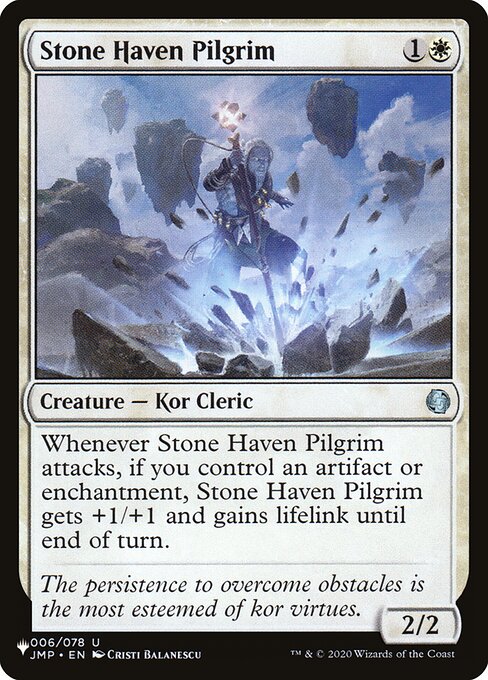 Stone Haven Pilgrim 1
Creature — Kor Cleric
Whenever Stone Haven Pilgrim
attacks, if you control an artifact or
enchantment, Stone Haven Pilgrim
gets +1/+1 and gains lifelink until
end of turn.
The persistence to overcome obstacles is
the most esteemed of kor virtues.
2/2
006/078 U
JMP • EN Cristi Balanescu
™ & © 2020 Wizards of the Coast